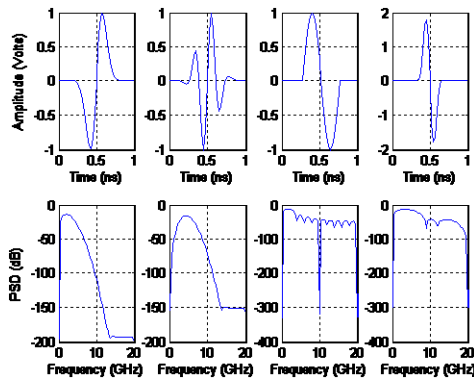 1 1 1 2
0.5 0.5 0.5 1
0 0 0 0
-0.5 -0.5 -0.5 -1
-1 -1 -1 -2
0 0.5 1 0 0.5 1 0 0.5 1 0 0.5 1
Amplitude (Volts)
Time (ns) Time (ns) Time (ns) Time (ns)
0 0 0 0
-50 -50 -100 -100
-100 -100 -200 -200
-150 -150 -300 -300
-200 -200 -400 -400
0 10 20 0 10 20 0 10 20 0 10 20
PSD (dB)
Frequency (GHz) Frequency (GHz) Frequency (GHz) Frequency (GHz)